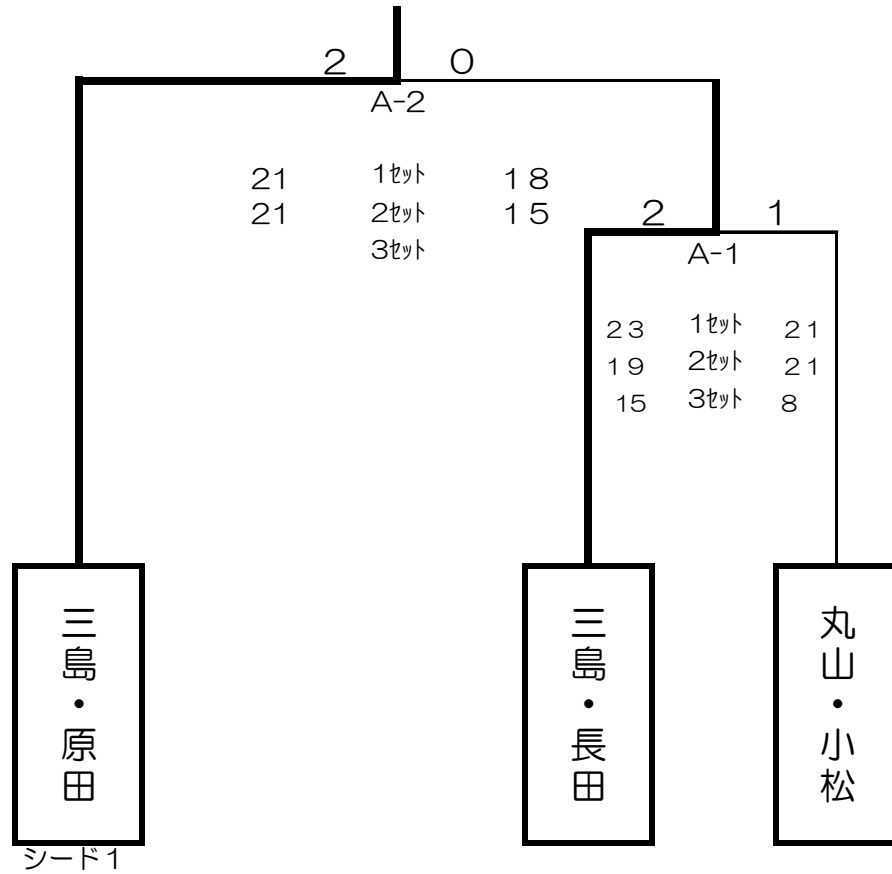 ２ ０
A-2
21 1ｾｯﾄ １８
21 2ｾｯﾄ １５
3ｾｯﾄ
２ １
A-1
２３ 1ｾｯﾄ ２１
１９ 2ｾｯﾄ ２１
15 3ｾｯﾄ ８
三島・原田
三島・長田
丸山・小松
シード１